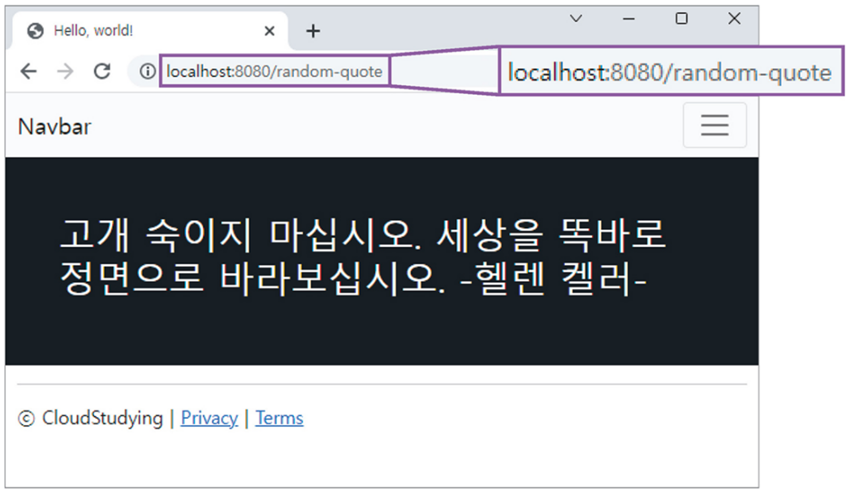 Hello, world!
localhost:8080/random-quote
localhost:8080/random-quote
Navbar
고개 숙이지 마십시오. 세상을 똑바로
정면으로 바라보십시오. -헬렌 켈러-
ⓒ CloudStudying | Privacy | Terms